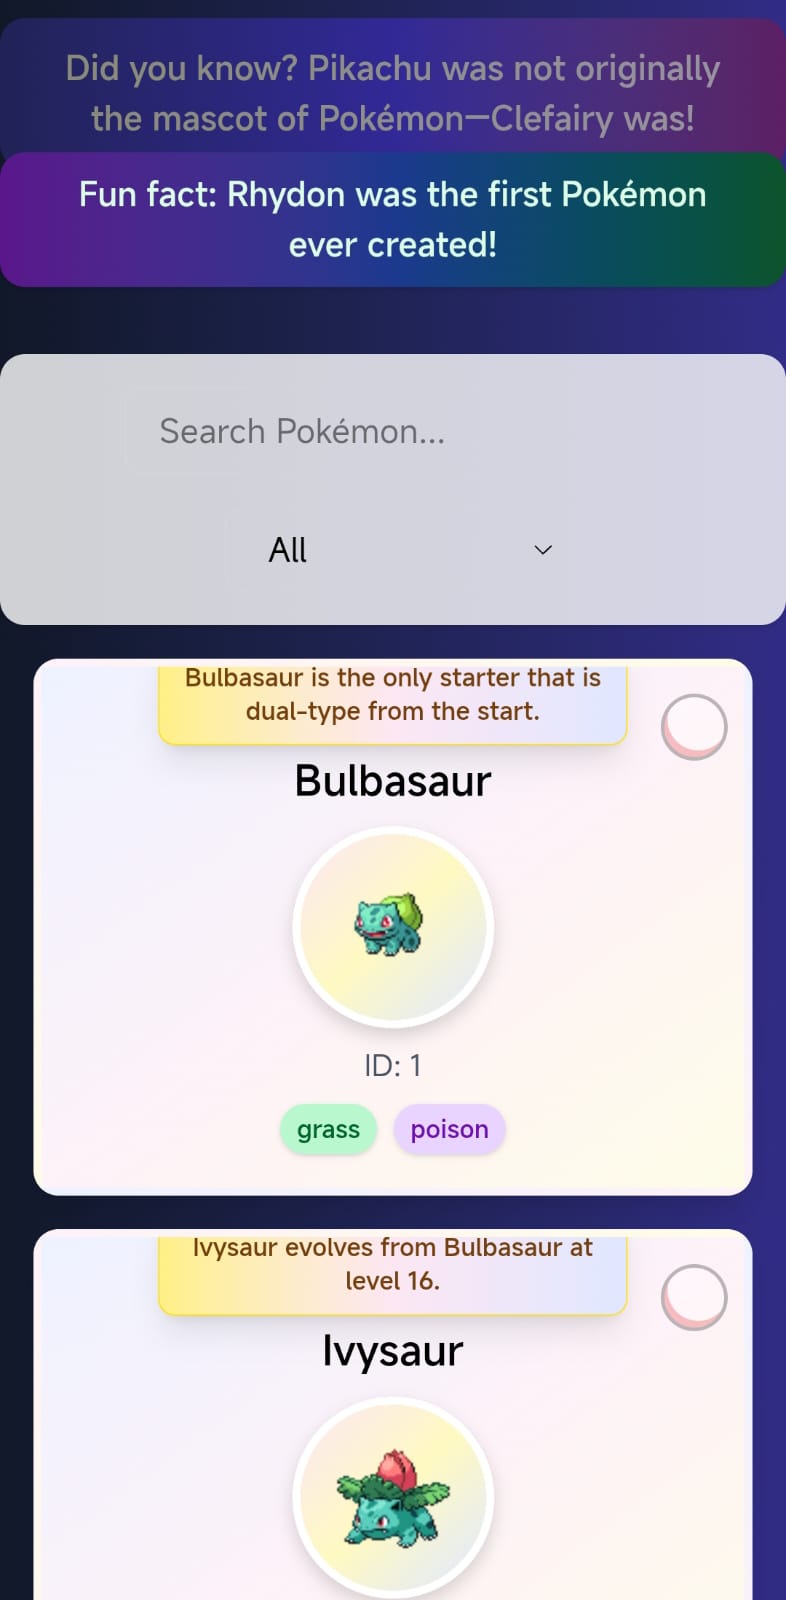 Did you know? Pikachu was not originally
the mascot of Pokémon—Clefairy was!
Fun fact: Rhydon was the first Pokémon
ever created!
Search Pokémon...
All
Bulbasaur is the only starter that is
dual-type from the start.
Bulbasaur
ID: 1
grass
poison
Ivysaur evolves from Bulbasaur at
level 16.
Ivysaur